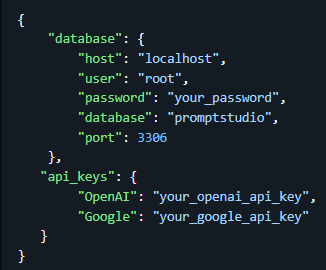 {
    "database": {
        "host": "localhost",
        "user": "root",
        "password": "your_password",
        "database": "promptstudio",
        "port": 3306
    },
   "api_keys": {
        "OpenAI": "your_openai_api_key",
        "Google": "your_google_api_key"
   }
}